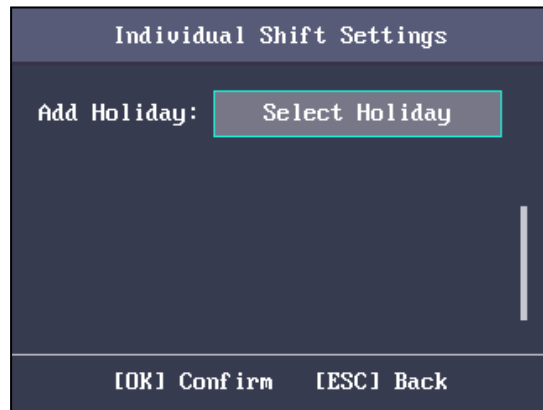 Individual Shift Settings
Add Holiday: Select Holiday
[OK] Confirm [ESC] Back